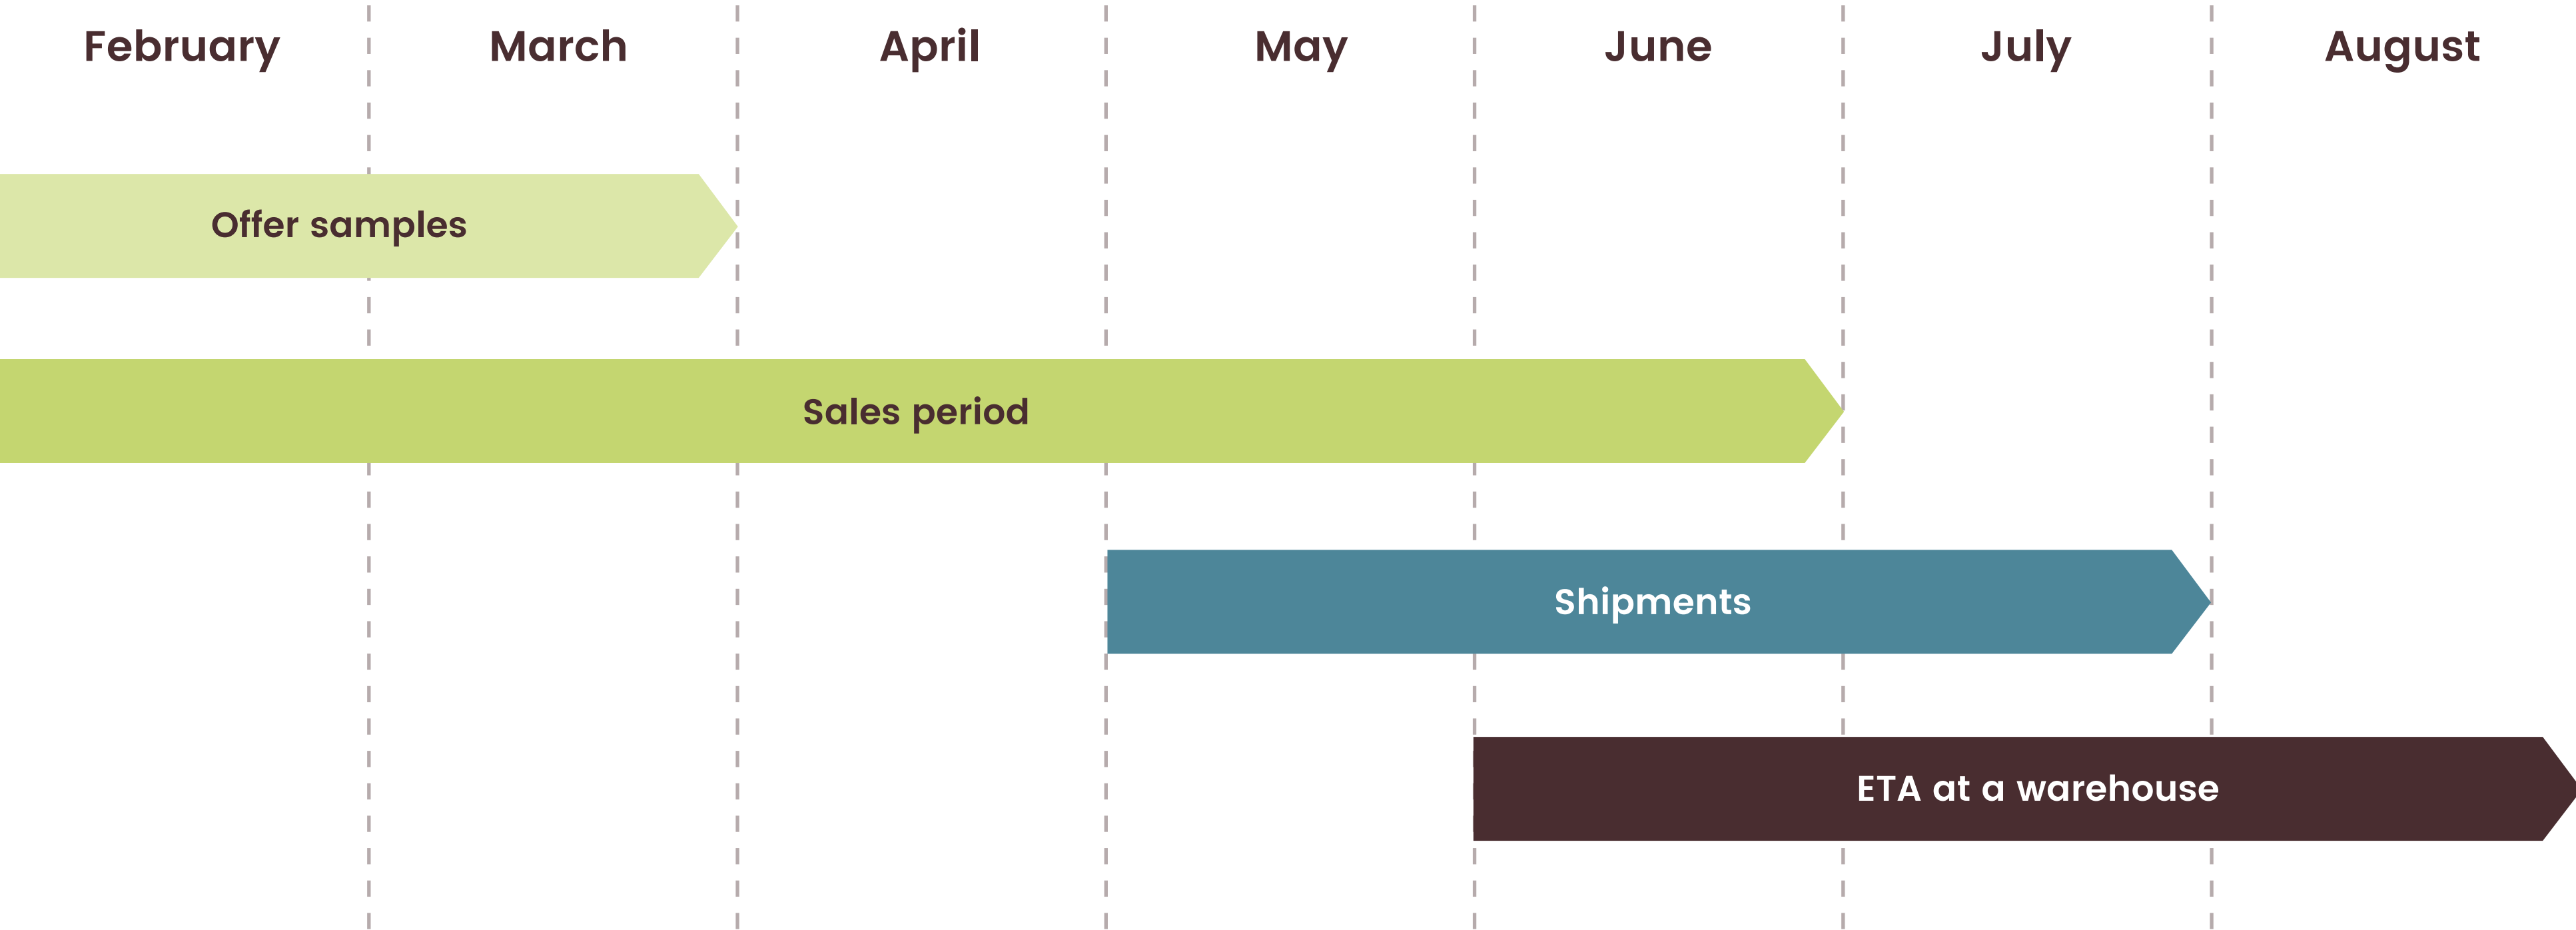 February March April May June July August
Offer samples
Sales period
Shipments
ETA at a warehouse